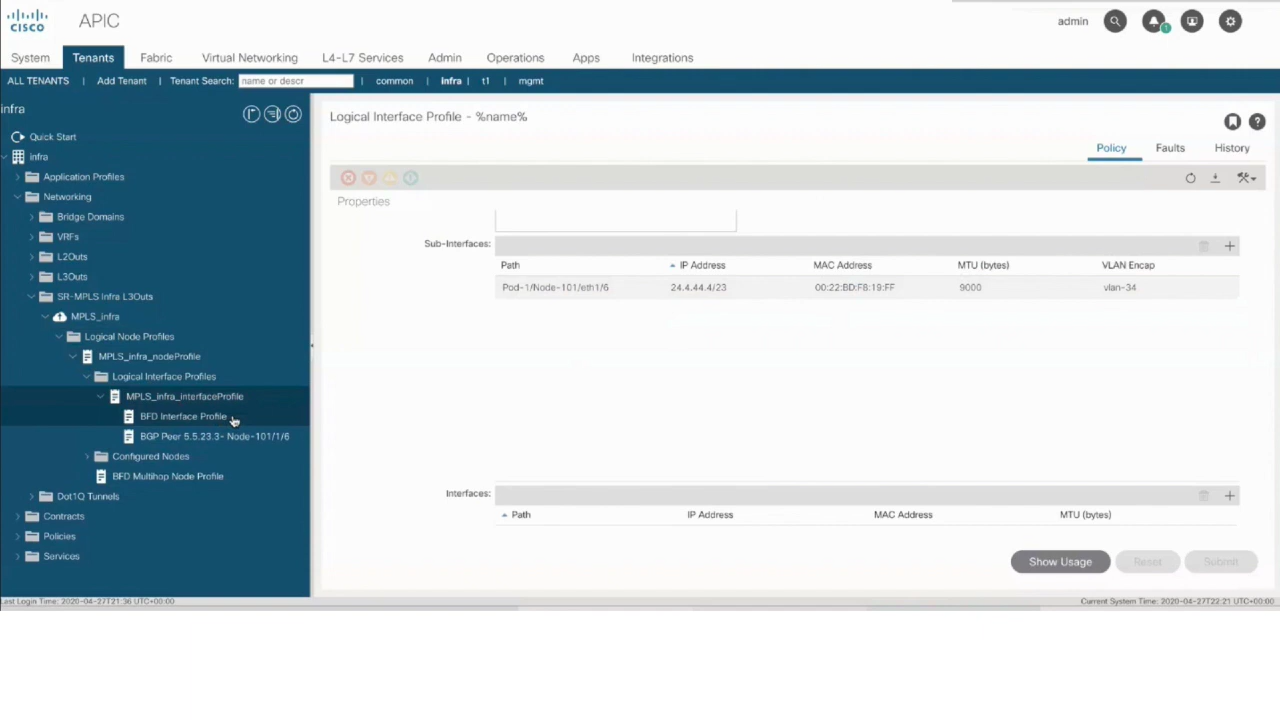 cisco
APIC
admin
1
System Tenants Fabric Virtual Networking L4-L7 Services Admin Operations Apps Integrations
ALL TENANTS | Add Tenant | Tenant Search: name or descr | common | infra | t1 | mgmt
infra
Quick Start
infra
Application Profiles
Networking
Bridge Domains
VRFs
L2Outs
L3Outs
SR-MPLS Infra L3Outs
MPLS_infra
Logical Node Profiles
MPLS_infra_nodeProfile
Logical Interface Profiles
MPLS_infra_interfaceProfile
BFD Interface Profile
BGP Peer 5.5.23.3- Node-101/1/6
Configured Nodes
BFD Multihop Node Profile
Dot1Q Tunnels
Contracts
Policies
Services
Logical Interface Profile - %name%
Policy Faults History
Properties
Sub-Interfaces:
Path IP Address MAC Address MTU (bytes) VLAN Encap
Pod-1/Node-101/eth1/6 24.4.44.4/23 00:22:BD:F8:19:FF 9000 vlan-34
Interfaces:
Path IP Address MAC Address MTU (bytes)
Show Usage Reset Submit
Last Login Time: 2020-04-27T21:36 UTC+00:00
Current System Time: 2020-04-27T22:21 UTC+00:00